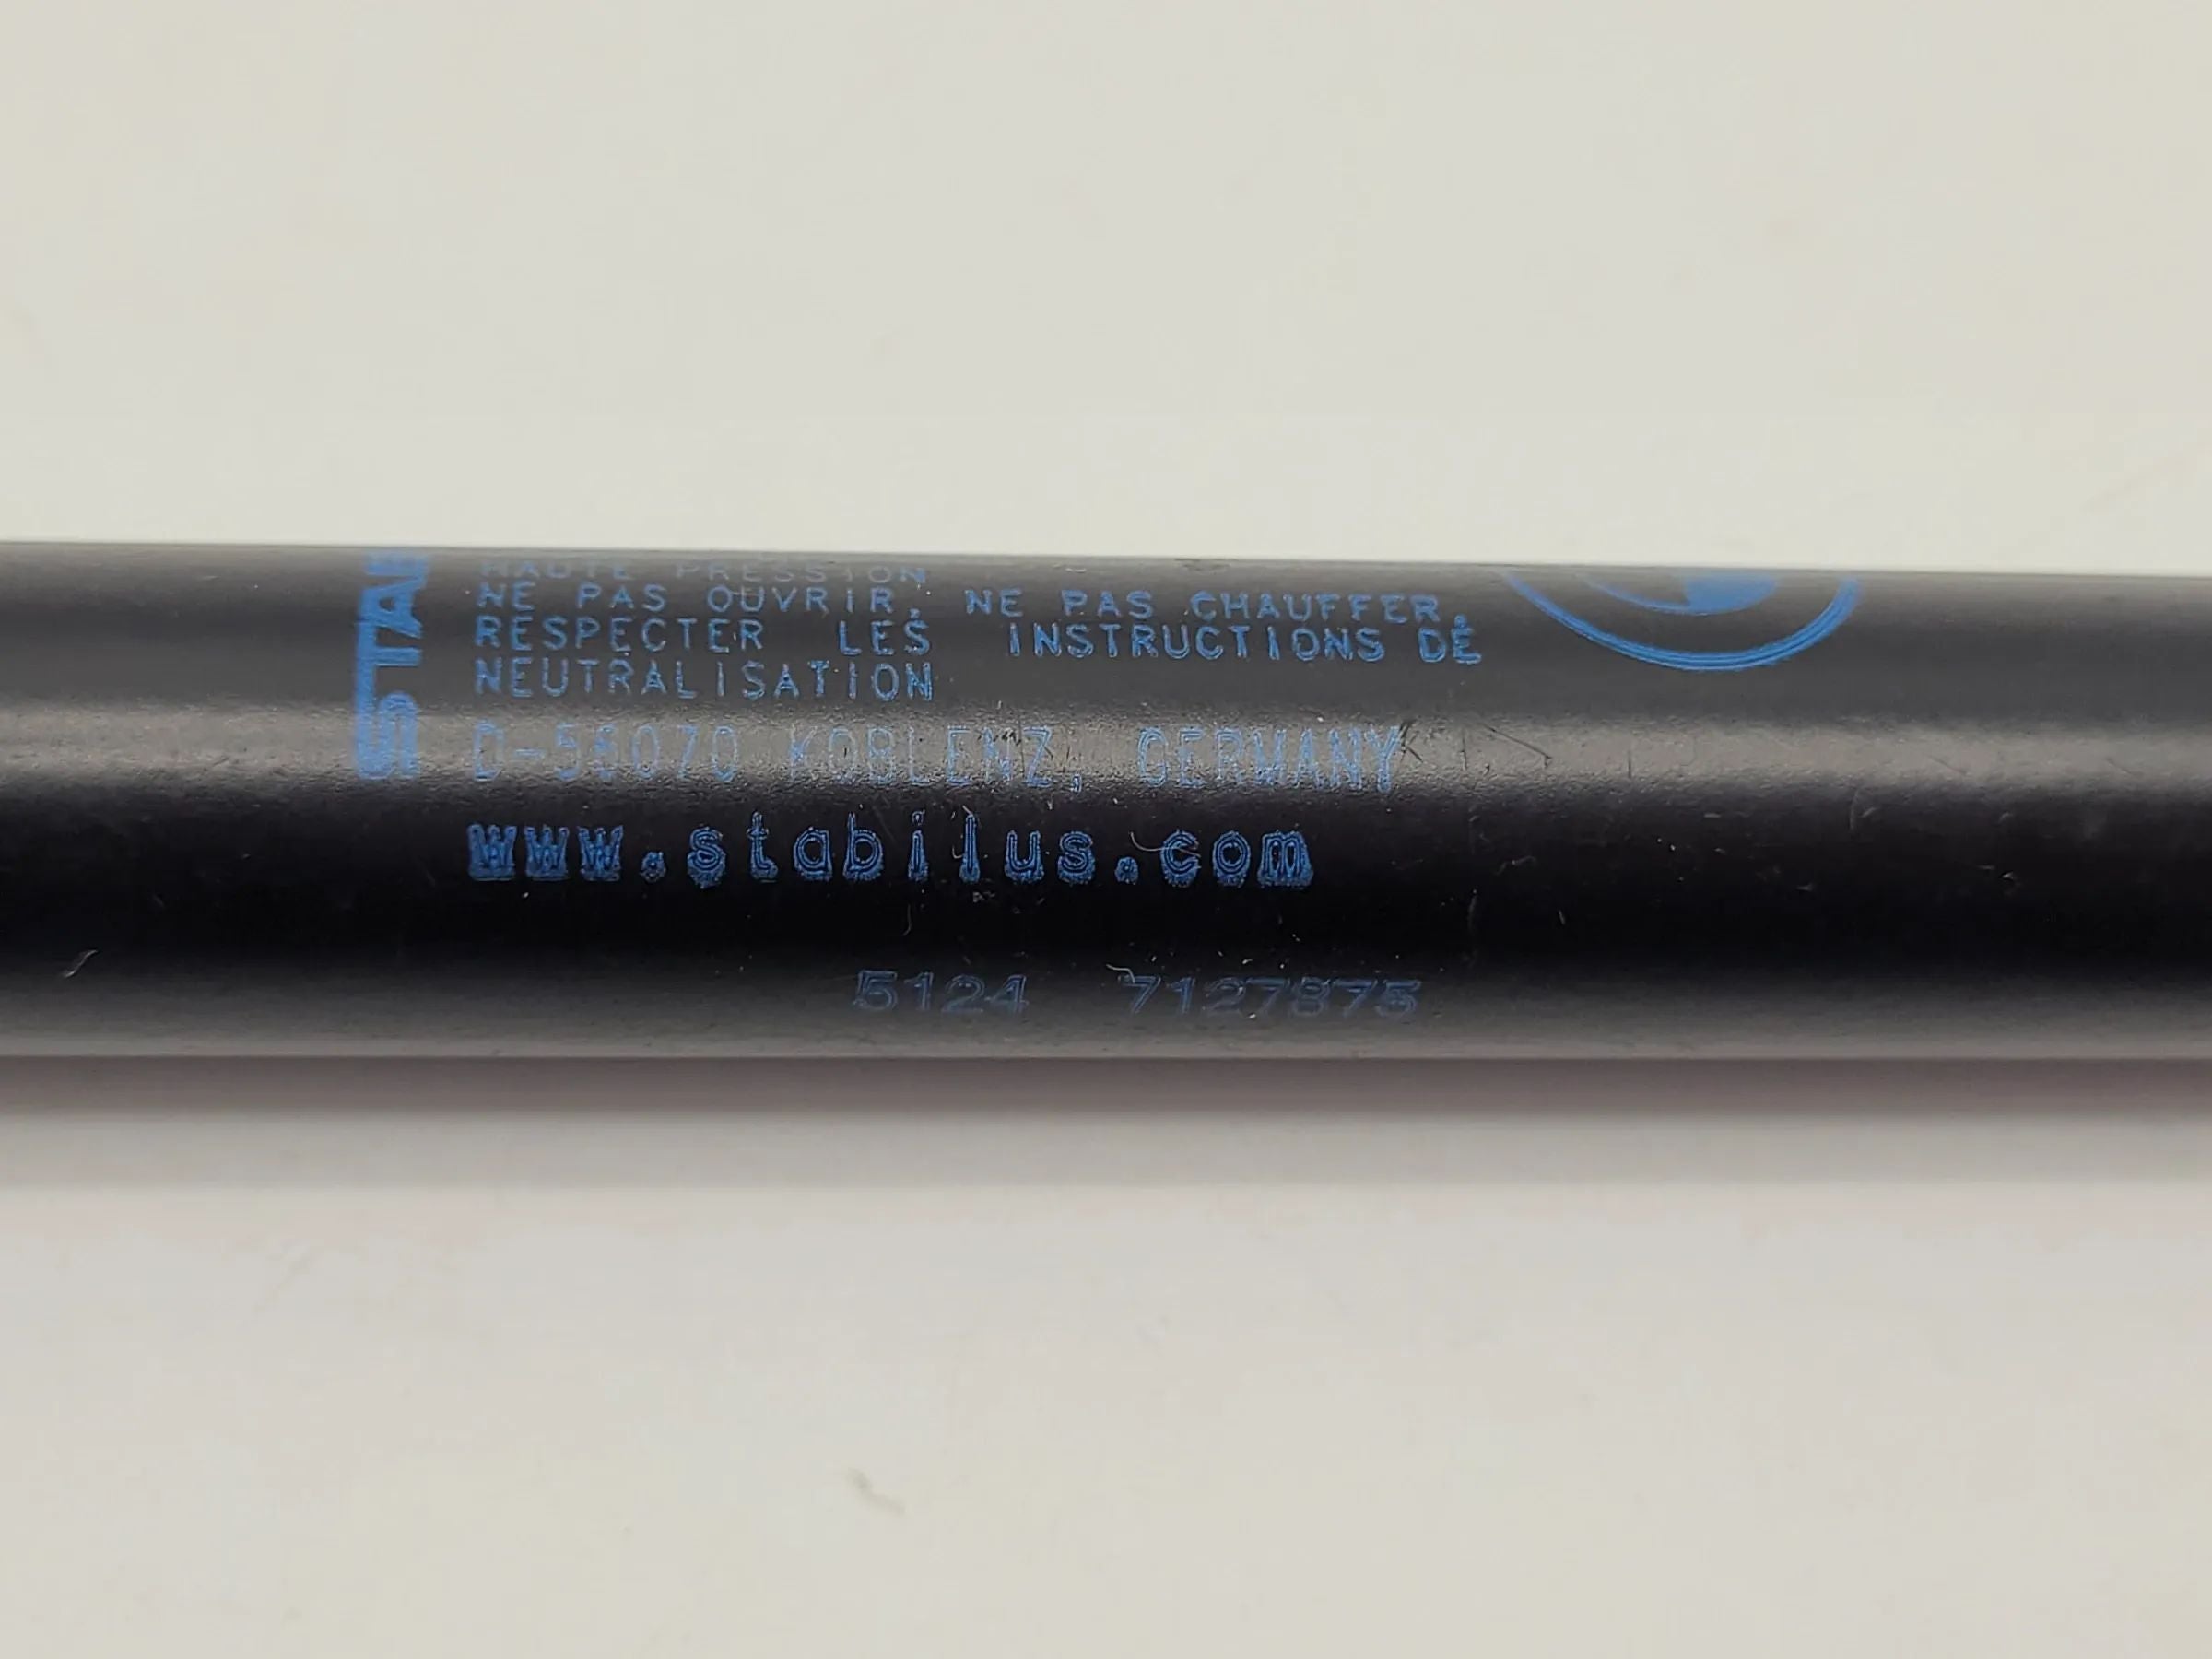 STAB
HAUTE PRESSION
NE PAS OUVRIR, NE PAS CHAUFFER,
RESPECTER LES INSTRUCTIONS DE
NEUTRALISATION
D-56070 KOBLENZ, GERMANY
www.stabilus.com
5124 7127875